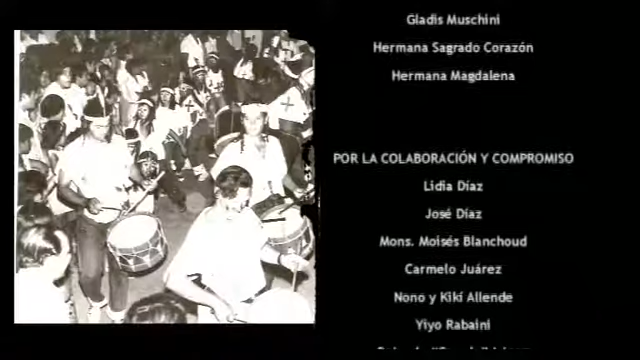 Gladis Muschini
Hermana Sagrado Corazón
Hermana Magdalena
POR LA COLABORACIÓN Y COMPROMISO
Lidia Díaz
José Díaz
Mons. Moisés Blanchoud
Carmelo Juárez
Nono y Kikí Allende
Yiyo Rabaini